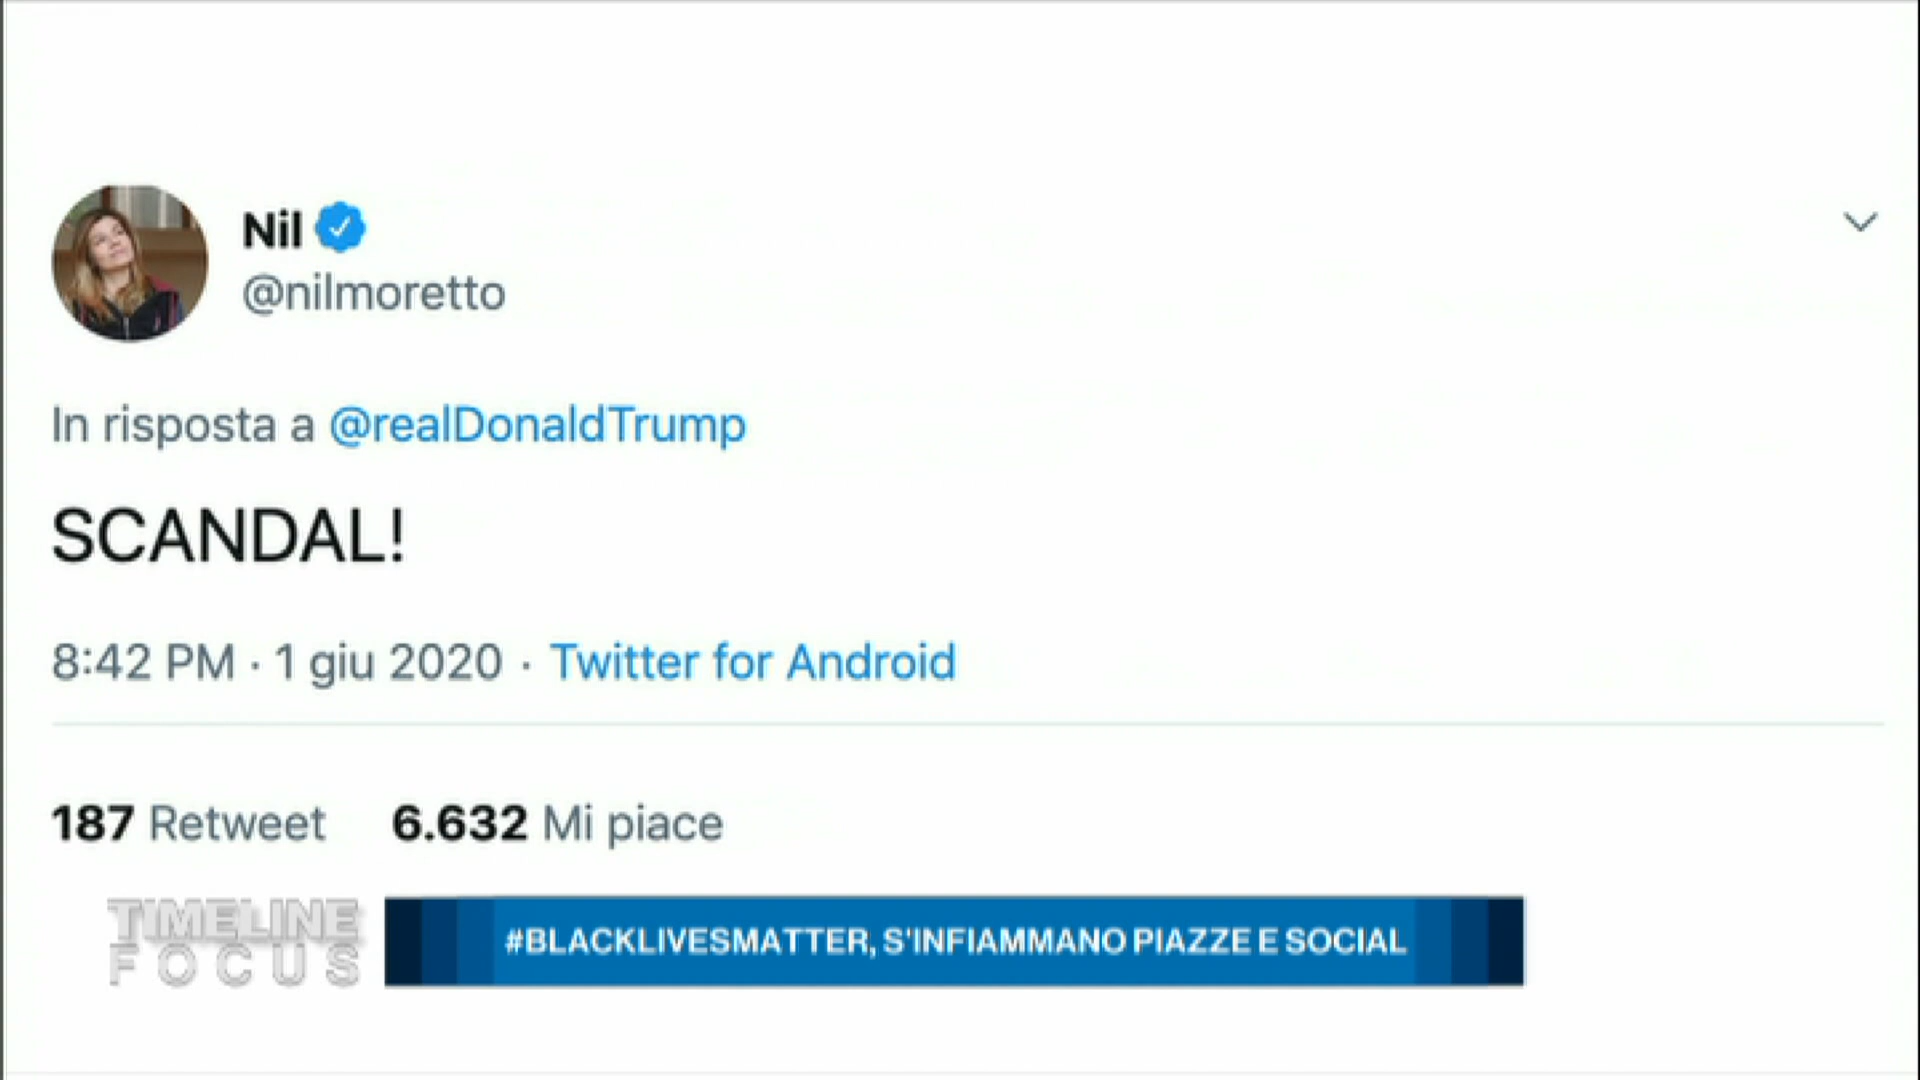 Nil
@nilmoretto
In risposta a @realDonaldTrump
SCANDAL!
8:42 PM · 1 giu 2020 · Twitter for Android
187 Retweet 6.632 Mi piace
TIMELINE
FOCUS
#BLACKLIVESMATTER, S'INFIAMMANO PIAZZE E SOCIAL